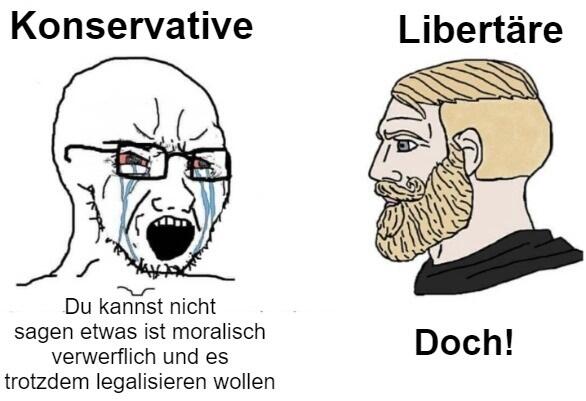 Konservative
Libertäre
Du kannst nicht
sagen etwas ist moralisch
verwerflich und es
trotzdem legalisieren wollen
Doch!